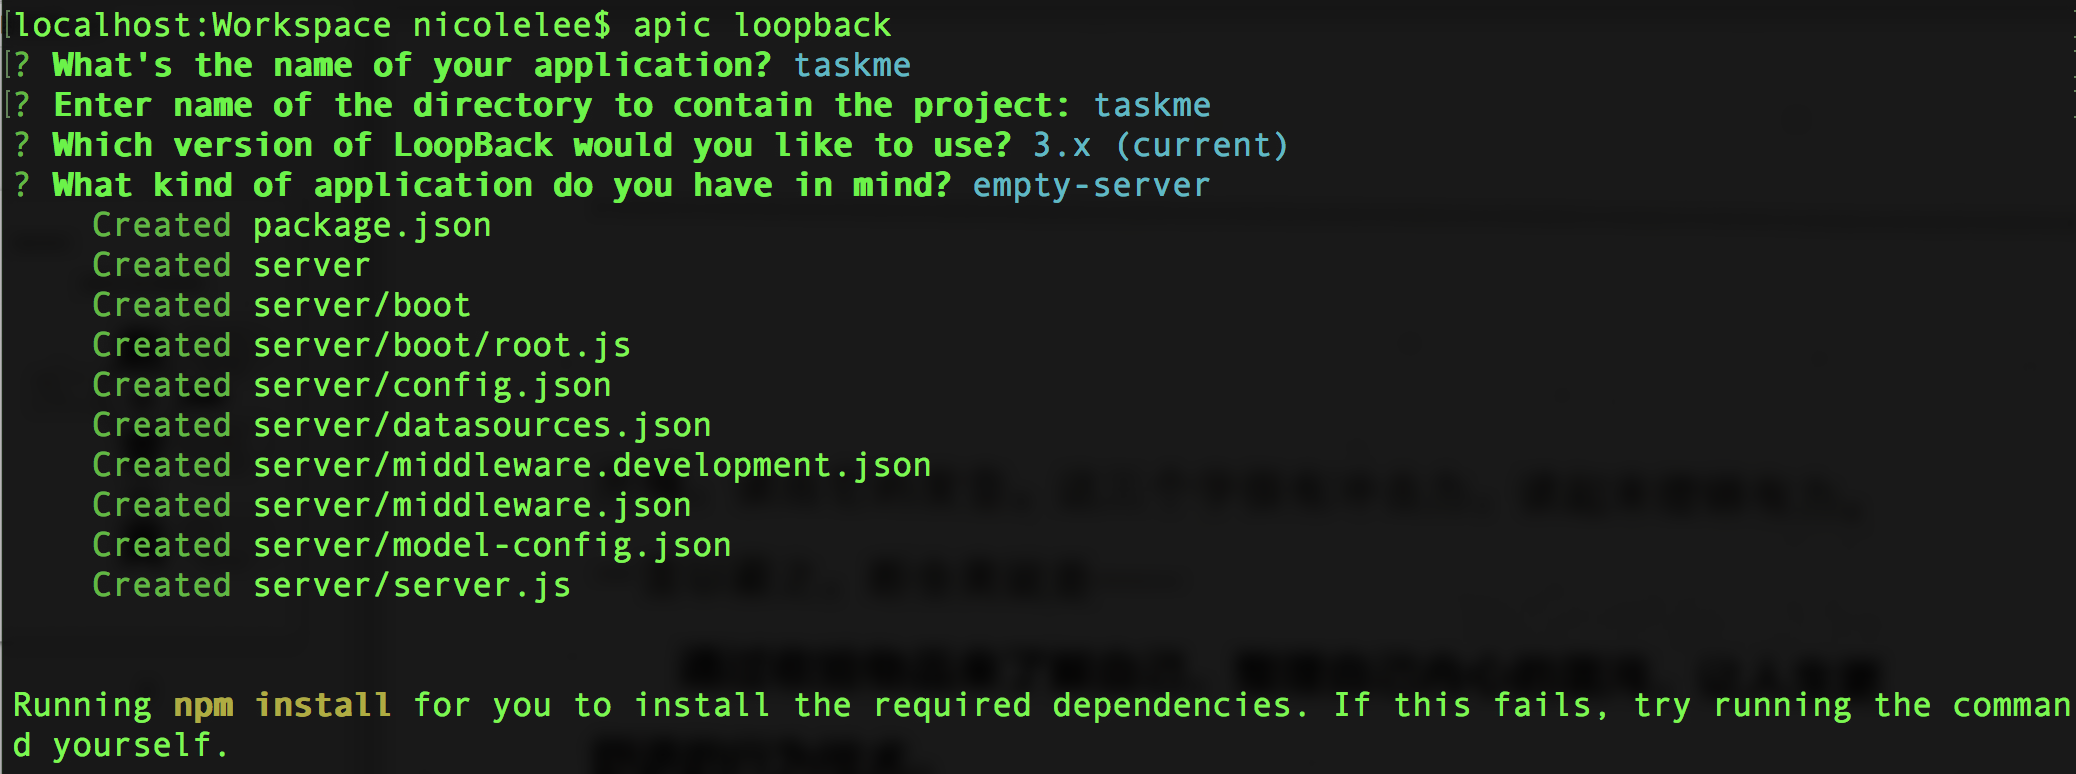 localhost:Workspace nicolelee$ apic loopback
? What's the name of your application? taskme
? Enter name of the directory to contain the project: taskme
? Which version of LoopBack would you like to use? 3.x (current)
? What kind of application do you have in mind? empty-server
Created package.json
Created server
Created server/boot
Created server/boot/root.js
Created server/config.json
Created server/datasources.json
Created server/middleware.development.json
Created server/middleware.json
Created server/model-config.json
Created server/server.js
Running npm install for you to install the required dependencies. If this fails, try running the comman
d yourself.